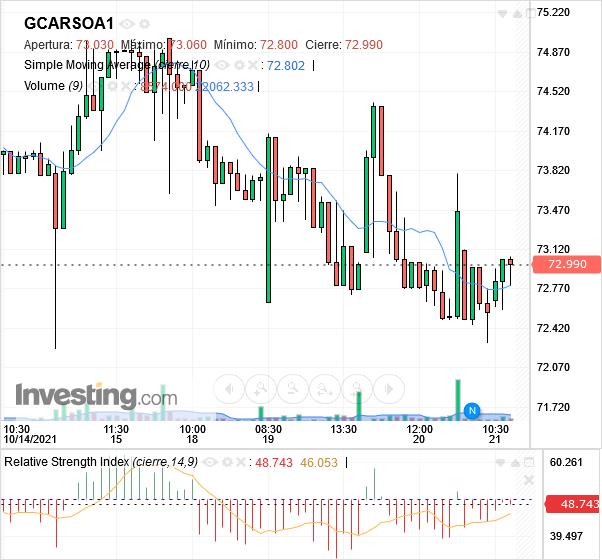 GCARSOA1
Apertura: 73.030 Máximo: 73.060 Mínimo: 72.800 Cierre: 72.990
Simple Moving Average (cierre,10) : 72.802
Volume (9) : 8574.000 22062.333
75.220
74.870
74.520
74.170
73.820
73.470
73.120
72.990
72.770
72.420
72.070
71.720
Investing.com
N
10:30 11:30 10:00 08:30 13:30 12:00 10:30
10/14/2021 15 18 19 20 21
Relative Strength Index (cierre,14,9) : 48.743 46.053
60.261
48.743
39.497